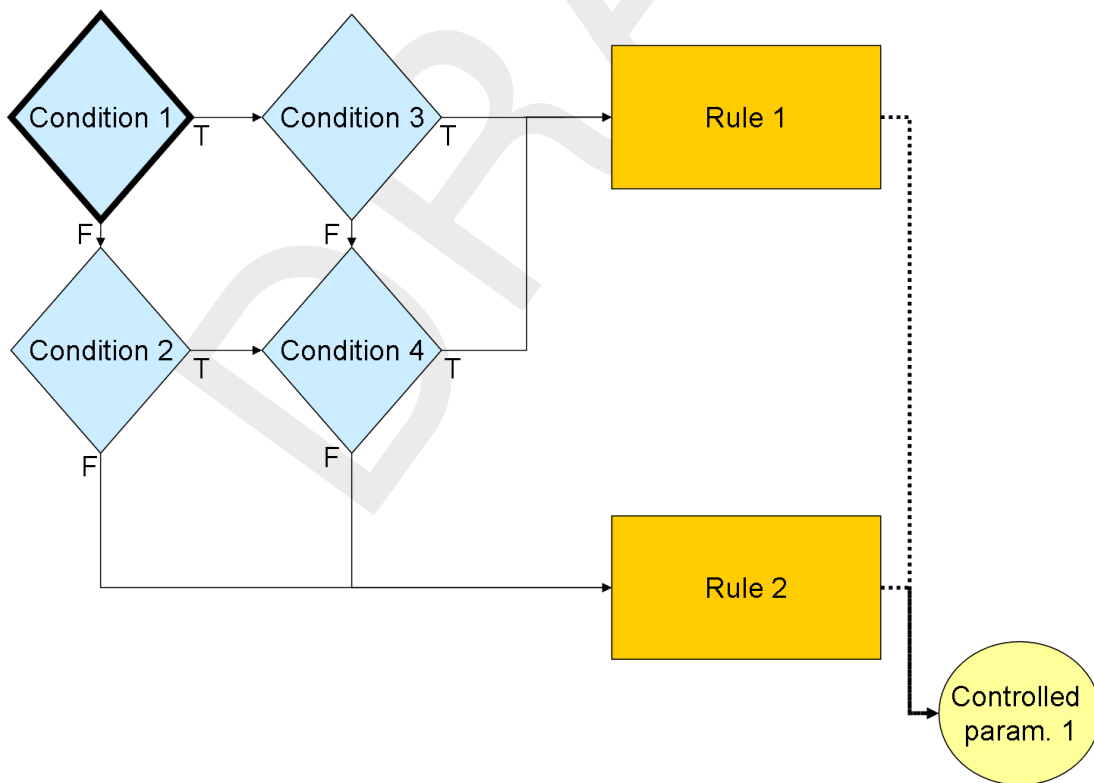 Condition 1
T
Condition 3
T
Rule 1
F
F
Condition 2
T
Condition 4
T
F
F
Rule 2
Controlled
param. 1